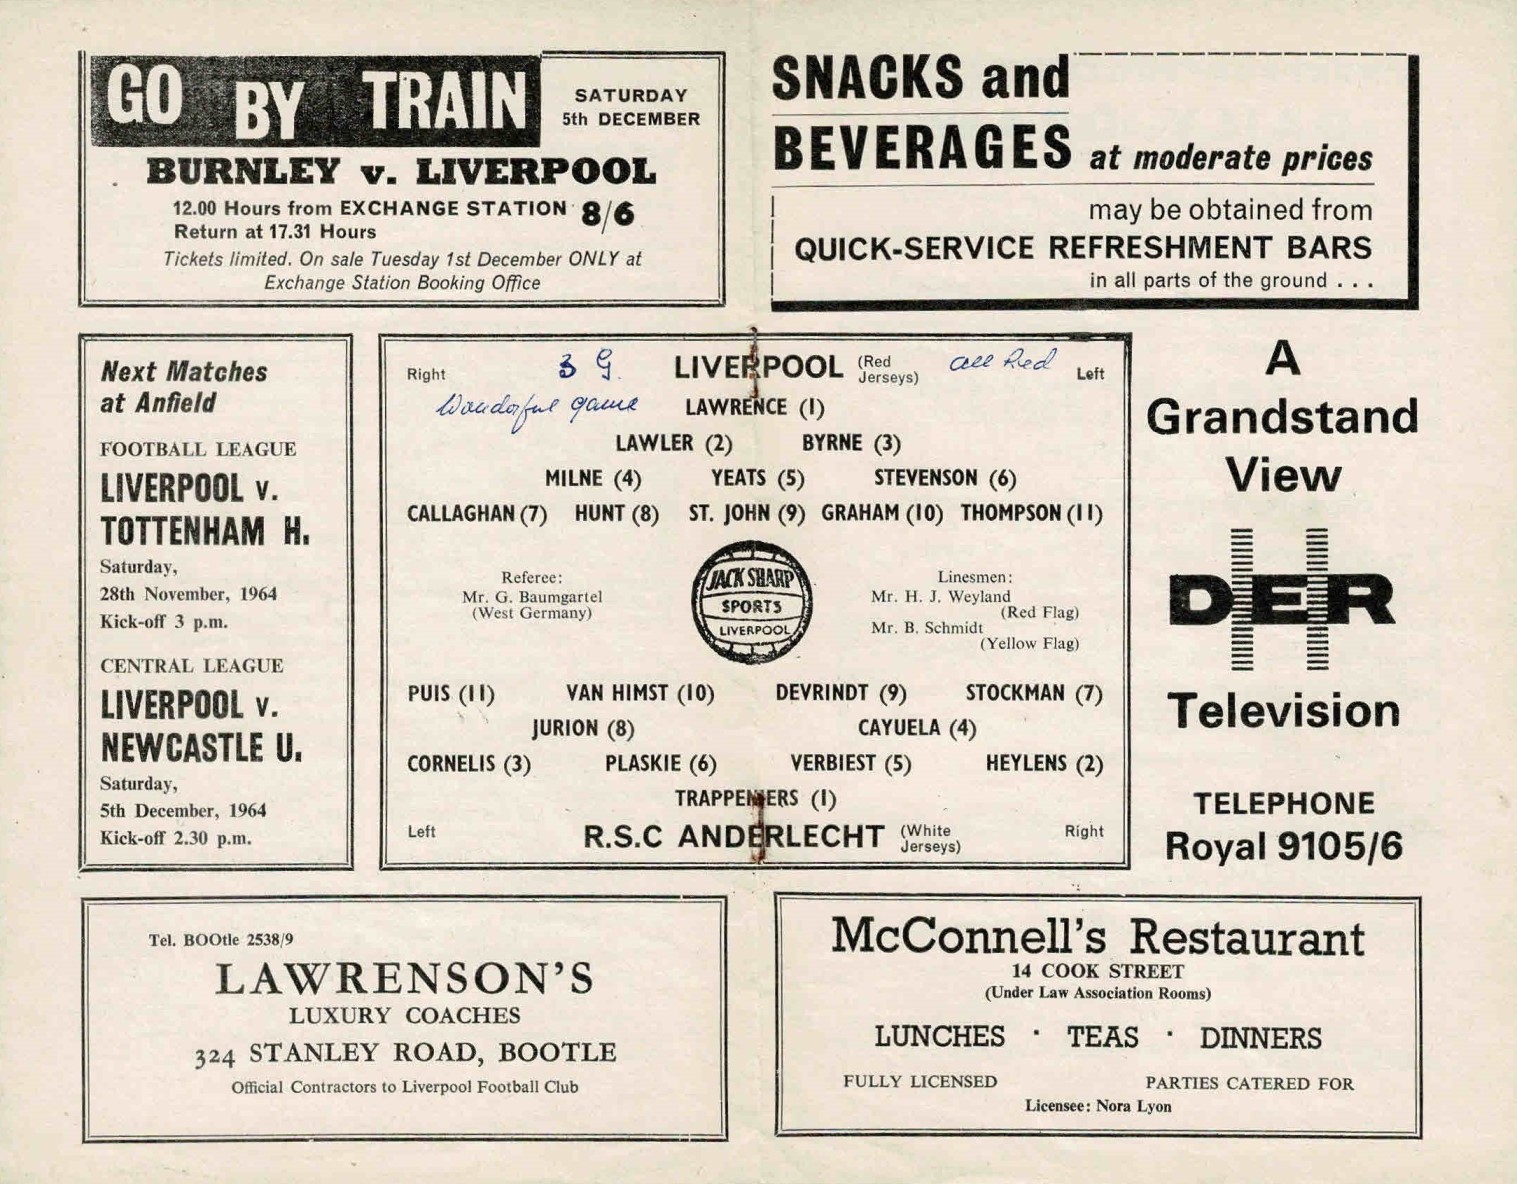 GO BY TRAIN
SATURDAY
5th DECEMBER
BURNLEY v. LIVERPOOL
12.00 Hours from EXCHANGE STATION 8/6
Return at 17.31 Hours
Tickets limited. On sale Tuesday 1st December ONLY at
Exchange Station Booking Office
SNACKS and
BEVERAGES at moderate prices
may be obtained from
QUICK-SERVICE REFRESHMENT BARS
in all parts of the ground . . .
Next Matches
at Anfield
FOOTBALL LEAGUE
LIVERPOOL v.
TOTTENHAM H.
Saturday,
28th November, 1964
Kick-off 3 p.m.
CENTRAL LEAGUE
LIVERPOOL v.
NEWCASTLE U.
Saturday,
5th December, 1964
Kick-off 2.30 p.m.
Right 3 G. LIVERPOOL (Red Jerseys) all Red Left
Wonderful game LAWRENCE (1)
LAWLER (2) BYRNE (3)
MILNE (4) YEATS (5) STEVENSON (6)
CALLAGHAN (7) HUNT (8) ST. JOHN (9) GRAHAM (10) THOMPSON (11)
Referee:
Mr. G. Baumgartel
(West Germany)
JACK SHARP
SPORTS
LIVERPOOL
Linesmen:
Mr. H. J. Weyland
(Red Flag)
Mr. B. Schmidt
(Yellow Flag)
PUIS (11) VAN HIMST (10) DEVRINDT (9) STOCKMAN (7)
JURION (8) CAYUELA (4)
CORNELIS (3) PLASKIE (6) VERBIEST (5) HEYLENS (2)
TRAPPENIERS (1)
Left R.S.C ANDERLECHT (White Jerseys) Right
A
Grandstand
View
DER
Television
TELEPHONE
Royal 9105/6
Tel. BOOtle 2538/9
LAWRENSON'S
LUXURY COACHES
324 STANLEY ROAD, BOOTLE
Official Contractors to Liverpool Football Club
McConnell's Restaurant
14 COOK STREET
(Under Law Association Rooms)
LUNCHES · TEAS · DINNERS
FULLY LICENSED PARTIES CATERED FOR
Licensee: Nora Lyon